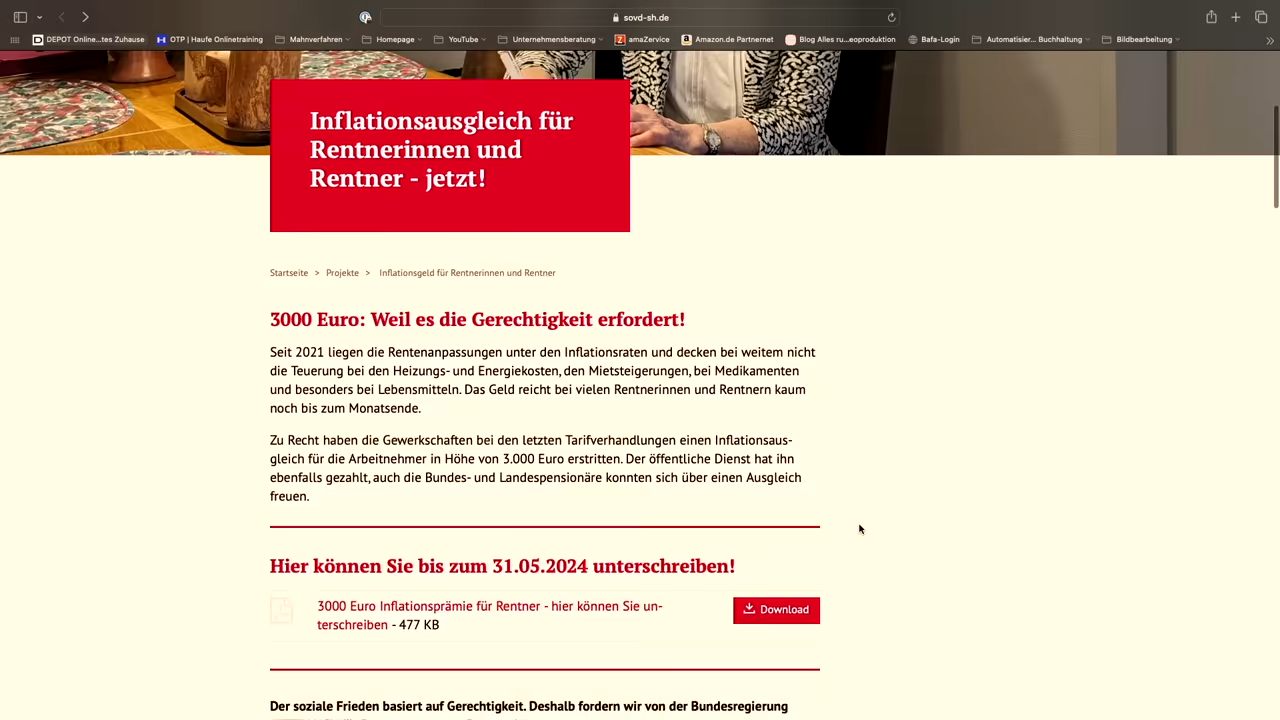 sovd-sh.de
DEPOT Online...tes Zuhause
OTP | Haufe Onlinetraining
Mahnverfahren
Homepage
YouTube
Unternehmensberatung
amaZervice
Amazon.de Partnernet
Blog Alles ru...eoproduktion
Bafa-Login
Automatisier... Buchhaltung
Bildbearbeitung
Inflationsausgleich für
Rentnerinnen und
Rentner - jetzt!
Startseite > Projekte > Inflationsgeld für Rentnerinnen und Rentner
3000 Euro: Weil es die Gerechtigkeit erfordert!
Seit 2021 liegen die Rentenanpassungen unter den Inflationsraten und decken bei weitem nicht
die Teuerung bei den Heizungs- und Energiekosten, den Mietsteigerungen, bei Medikamenten
und besonders bei Lebensmitteln. Das Geld reicht bei vielen Rentnerinnen und Rentnern kaum
noch bis zum Monatsende.
Zu Recht haben die Gewerkschaften bei den letzten Tarifverhandlungen einen Inflationsaus-
gleich für die Arbeitnehmer in Höhe von 3.000 Euro erstritten. Der öffentliche Dienst hat ihn
ebenfalls gezahlt, auch die Bundes- und Landespensionäre konnten sich über einen Ausgleich
freuen.
Hier können Sie bis zum 31.05.2024 unterschreiben!
3000 Euro Inflationsprämie für Rentner - hier können Sie un-
terschreiben - 477 KB
Download
Der soziale Frieden basiert auf Gerechtigkeit. Deshalb fordern wir von der Bundesregierung